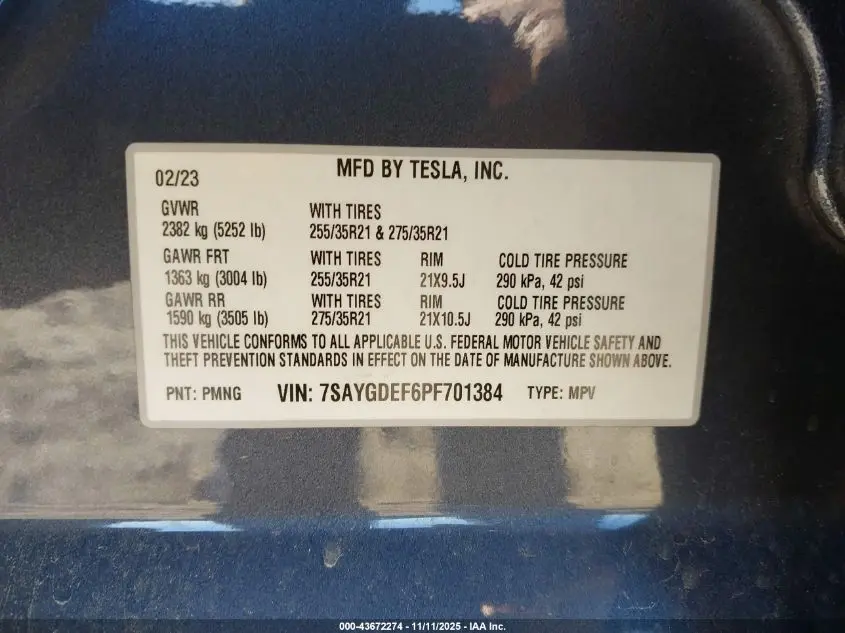 MFD BY TESLA, INC.
02/23
GVWR WITH TIRES
2382 kg (5252 lb) 255/35R21 & 275/35R21
GAWR FRT WITH TIRES RIM COLD TIRE PRESSURE
1363 kg (3004 lb) 255/35R21 21X9.5J 290 kPa, 42 psi
GAWR RR WITH TIRES RIM COLD TIRE PRESSURE
1590 kg (3505 lb) 275/35R21 21X10.5J 290 kPa, 42 psi
THIS VEHICLE CONFORMS TO ALL APPLICABLE U.S. FEDERAL MOTOR VEHICLE SAFETY AND
THEFT PREVENTION STANDARDS IN EFFECT ON THE DATE OF MANUFACTURE SHOWN ABOVE.
PNT: PMNG VIN: 7SAYGDEF6PF701384 TYPE: MPV
000-43672274 - 11/11/2025 - IAA Inc.